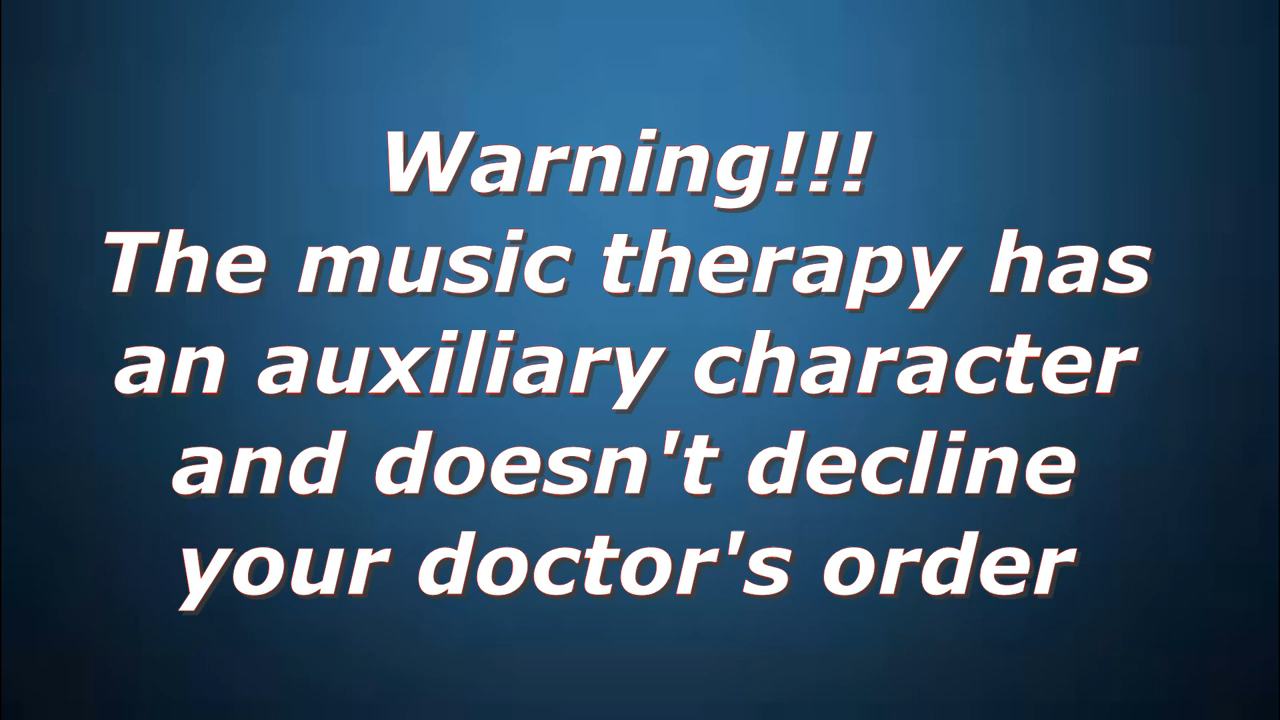 Warning!!!
The music therapy has
an auxiliary character
and doesn't decline
your doctor's order